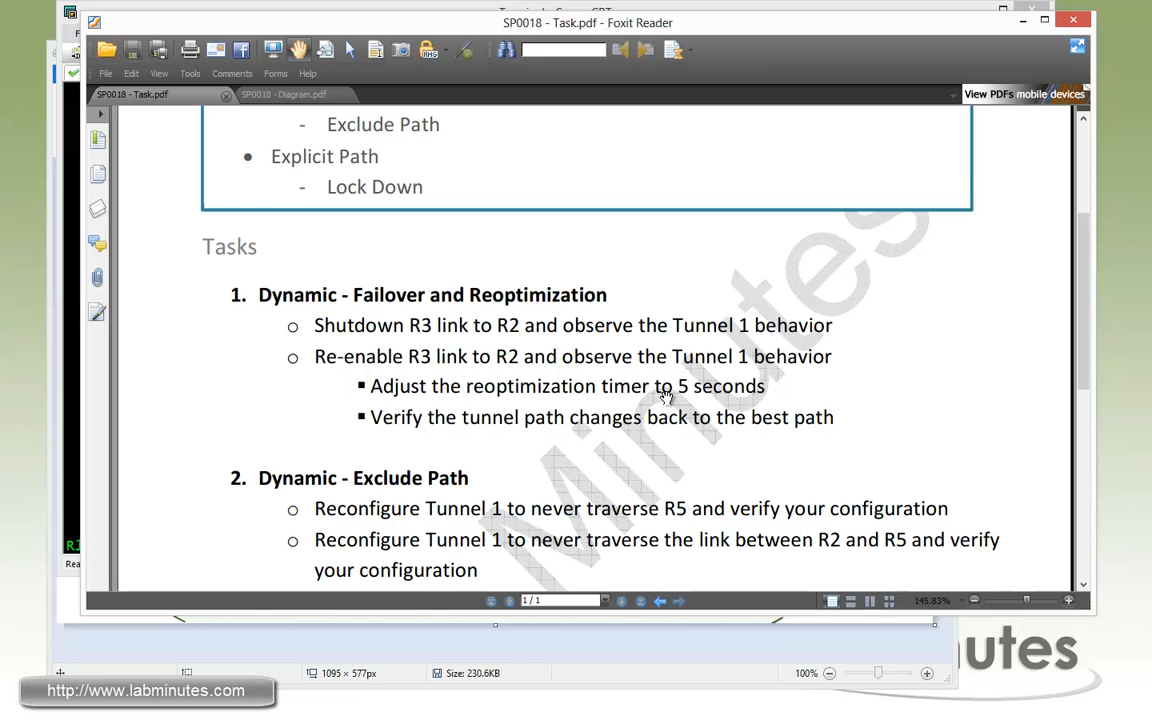 SP0018 - Task.pdf - Foxit Reader
File Edit View Tools Comments Forms Help
SP0018 - Task.pdf SP0018 - Diagram.pdf
View PDFs mobile devices
- Exclude Path
• Explicit Path
- Lock Down
Tasks
1. Dynamic - Failover and Reoptimization
o Shutdown R3 link to R2 and observe the Tunnel 1 behavior
o Re-enable R3 link to R2 and observe the Tunnel 1 behavior
▪ Adjust the reoptimization timer to 5 seconds
▪ Verify the tunnel path changes back to the best path
2. Dynamic - Exclude Path
o Reconfigure Tunnel 1 to never traverse R5 and verify your configuration
o Reconfigure Tunnel 1 to never traverse the link between R2 and R5 and verify
your configuration
Minutes
1 / 1
145.83%
1095 × 577px
Size: 230.6KB
100%
http://www.labminutes.com